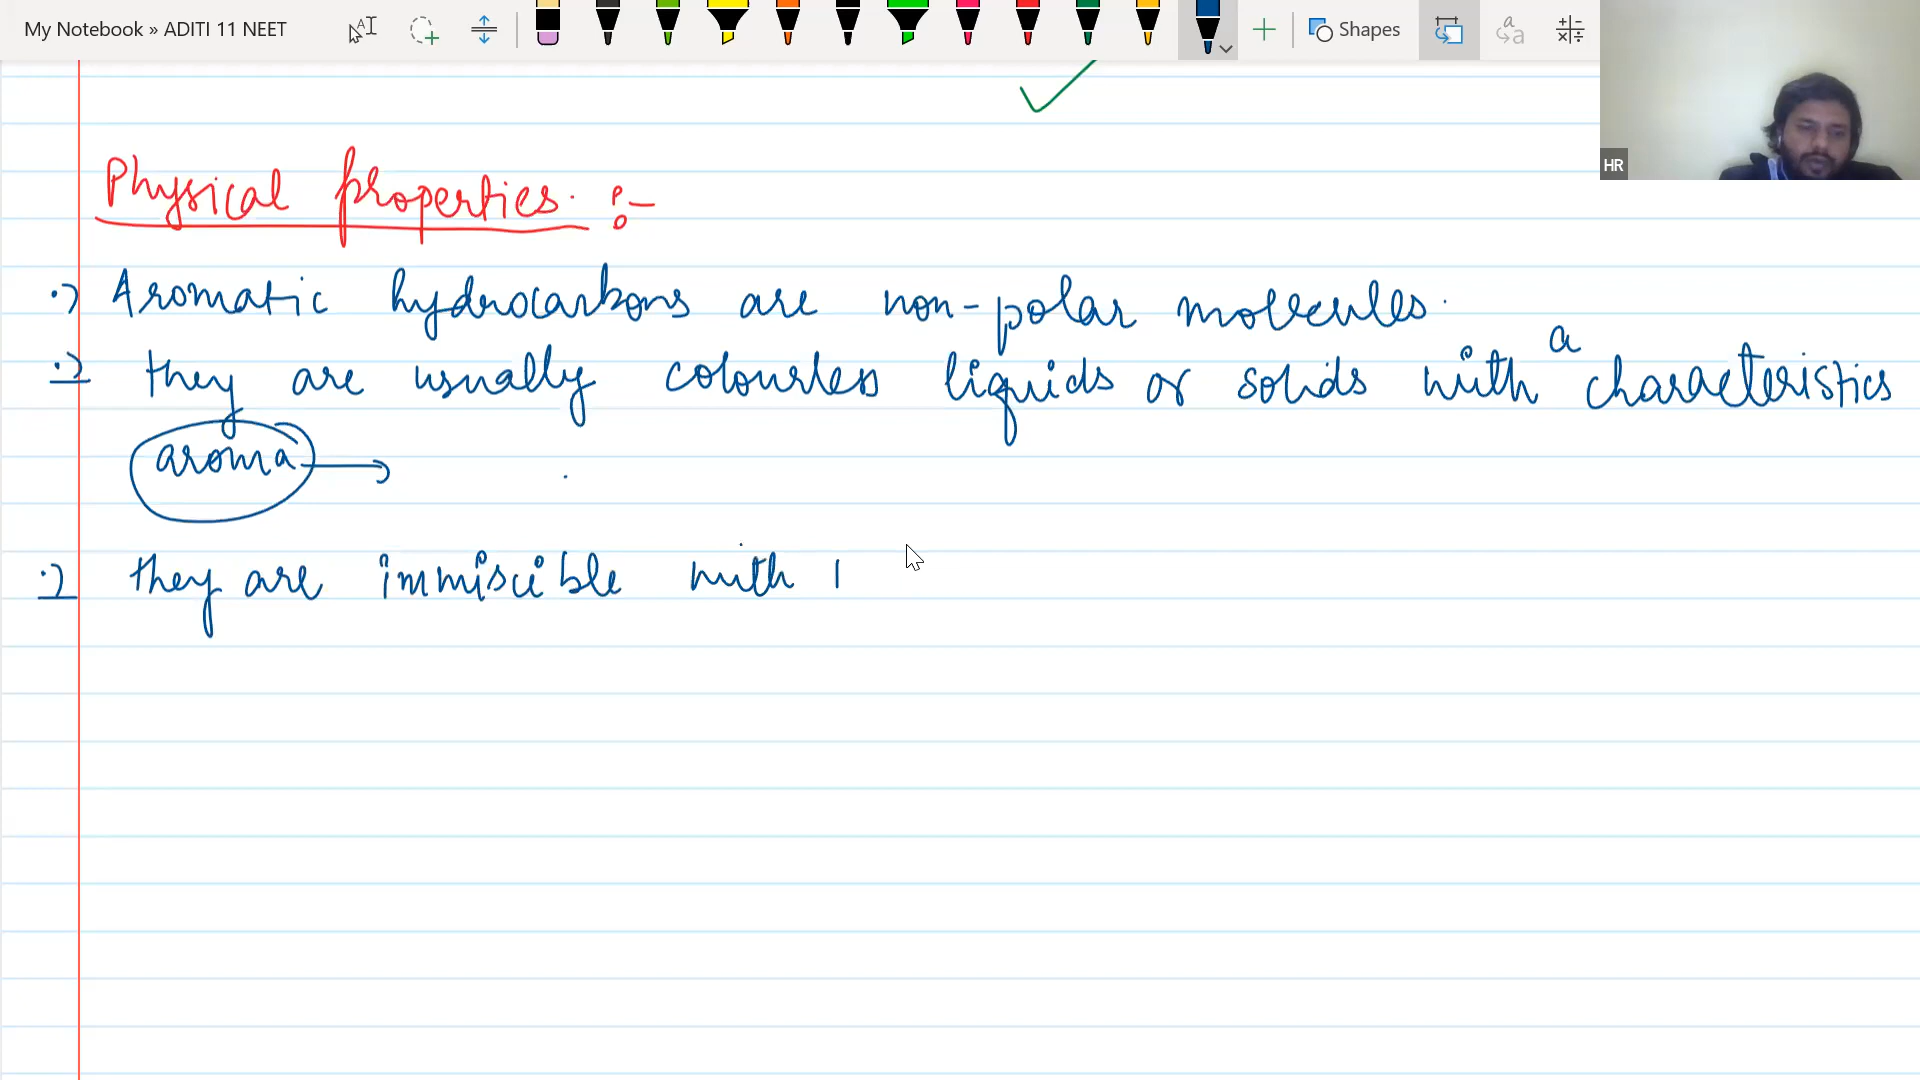 My Notebook » ADITI 11 NEET
Shapes
HR
Physical properties. :-
Aromatic hydrocarbons are non-polar molecules.
they are usually colourless liquids or solids with a characteristics
aroma →
they are immiscible with